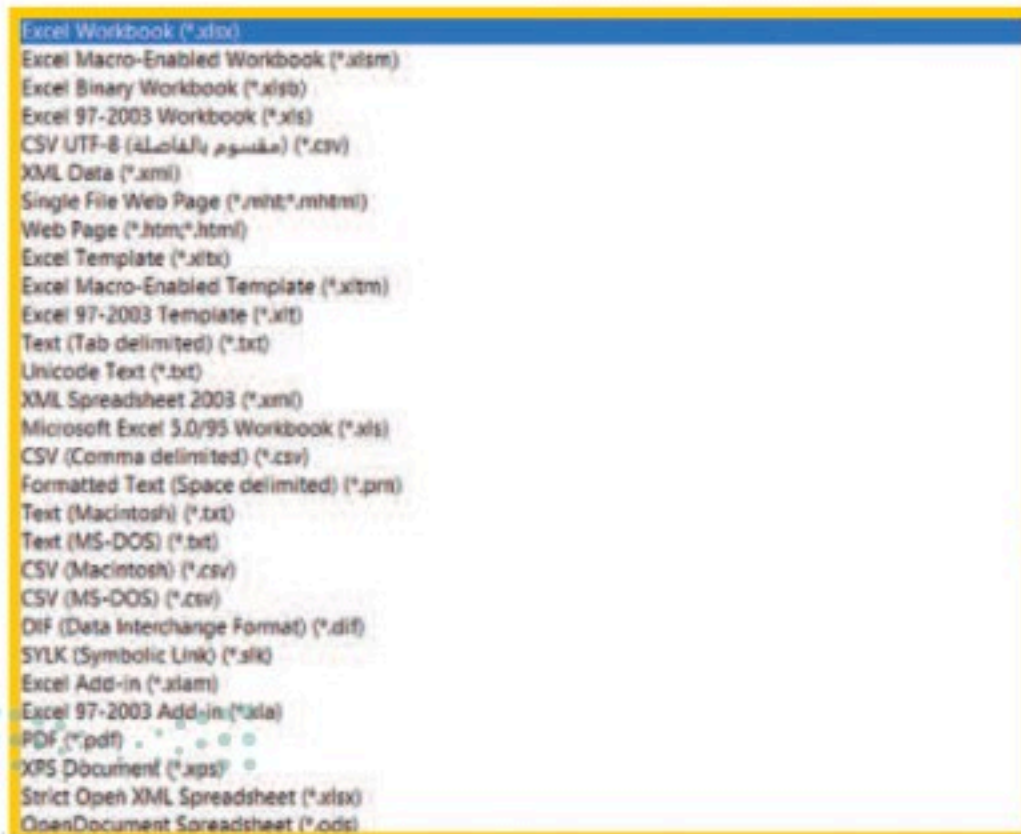 Excel Workbook (*.xlsx)
Excel Macro-Enabled Workbook (*.xlsm)
Excel Binary Workbook (*.xlsb)
Excel 97-2003 Workbook (*.xls)
CSV UTF-8 (مقسوم بالفاصلة) (*.csv)
XML Data (*.xml)
Single File Web Page (*.mht;*.mhtml)
Web Page (*.htm;*.html)
Excel Template (*.xltx)
Excel Macro-Enabled Template (*.xltm)
Excel 97-2003 Template (*.xlt)
Text (Tab delimited) (*.txt)
Unicode Text (*.txt)
XML Spreadsheet 2003 (*.xml)
Microsoft Excel 5.0/95 Workbook (*.xls)
CSV (Comma delimited) (*.csv)
Formatted Text (Space delimited) (*.prn)
Text (Macintosh) (*.txt)
Text (MS-DOS) (*.txt)
CSV (Macintosh) (*.csv)
CSV (MS-DOS) (*.csv)
DIF (Data Interchange Format) (*.dif)
SYLK (Symbolic Link) (*.slk)
Excel Add-in (*.xlam)
Excel 97-2003 Add-in (*.xla)
PDF (*.pdf)
XPS Document (*.xps)
Strict Open XML Spreadsheet (*.xlsx)
OpenDocument Spreadsheet (*.ods)